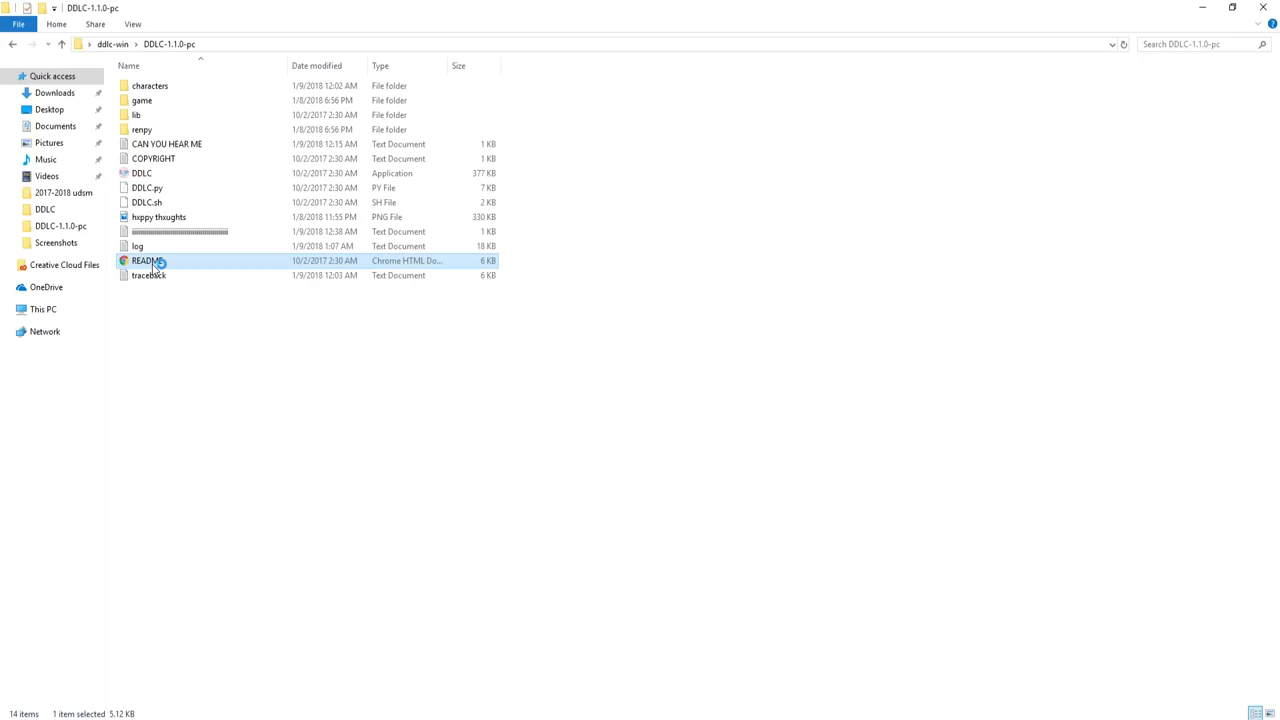 DDLC-1.1.0-pc
File Home Share View
ddlc-win DDLC-1.1.0-pc Search DDLC-1.1.0-pc
Name Date modified Type Size
Quick access
Downloads
Desktop
Documents
Pictures
Music
Videos
2017-2018 udsm
DDLC
DDLC-1.1.0-pc
Screenshots
Creative Cloud Files
OneDrive
This PC
Network
characters 1/9/2018 12:02 AM File folder
game 1/8/2018 6:56 PM File folder
lib 10/2/2017 2:30 AM File folder
renpy 1/8/2018 6:56 PM File folder
CAN YOU HEAR ME 1/9/2018 12:15 AM Text Document 1 KB
COPYRIGHT 10/2/2017 2:30 AM Text Document 1 KB
DDLC 10/2/2017 2:30 AM Application 377 KB
DDLC.py 10/2/2017 2:30 AM PY File 7 KB
DDLC.sh 10/2/2017 2:30 AM SH File 2 KB
hxppy thxughts 1/8/2018 11:55 PM PNG File 330 KB
1/9/2018 12:38 AM Text Document 1 KB
log 1/9/2018 1:07 AM Text Document 18 KB
README 10/2/2017 2:30 AM Chrome HTML Do... 6 KB
traceback 1/9/2018 12:03 AM Text Document 6 KB
14 items 1 item selected 5.12 KB